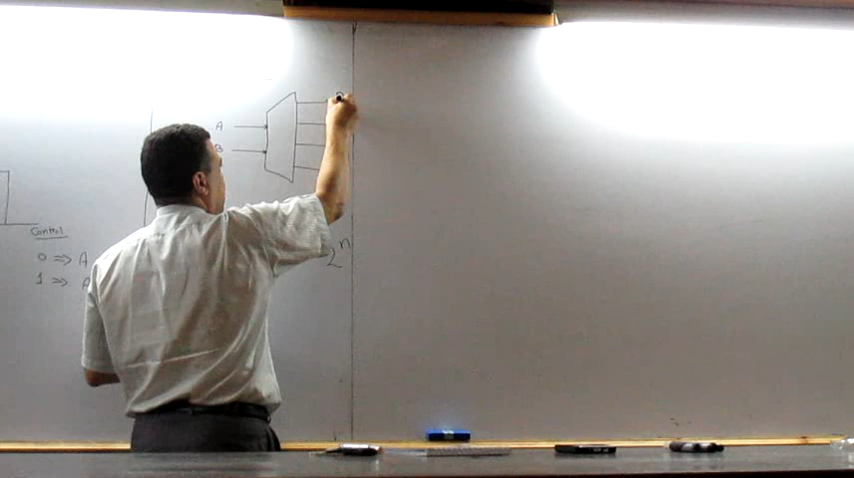 A
B
2^n
Control
0 ⇒ A
1 ⇒